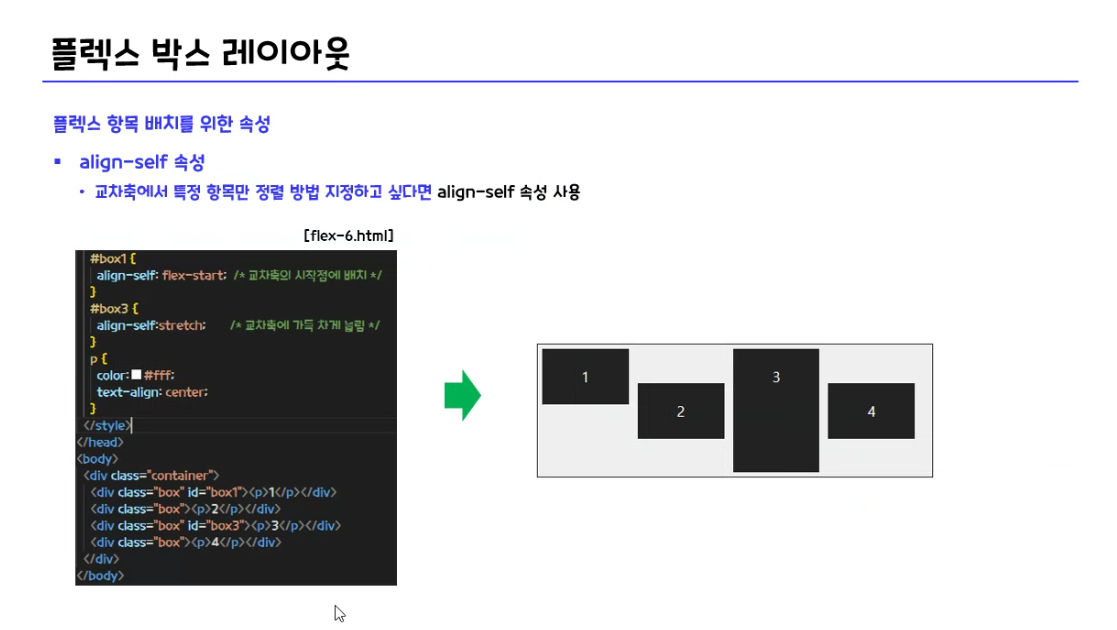 플렉스 박스 레이아웃
플렉스 항목 배치를 위한 속성
▪ align-self 속성
• 교차축에서 특정 항목만 정렬 방법 지정하고 싶다면 align-self 속성 사용
[flex-6.html]
#box1 {
align-self: flex-start; /* 교차축의 시작점에 배치 */
}
#box3 {
align-self:stretch; /* 교차축에 가득 차게 늘림 */
}
p {
color: #fff;
text-align: center;
}
</style>
</head>
<body>
<div class="container">
<div class="box" id="box1"><p>1</p></div>
<div class="box"><p>2</p></div>
<div class="box" id="box3"><p>3</p></div>
<div class="box"><p>4</p></div>
</div>
</body>
1
2
3
4